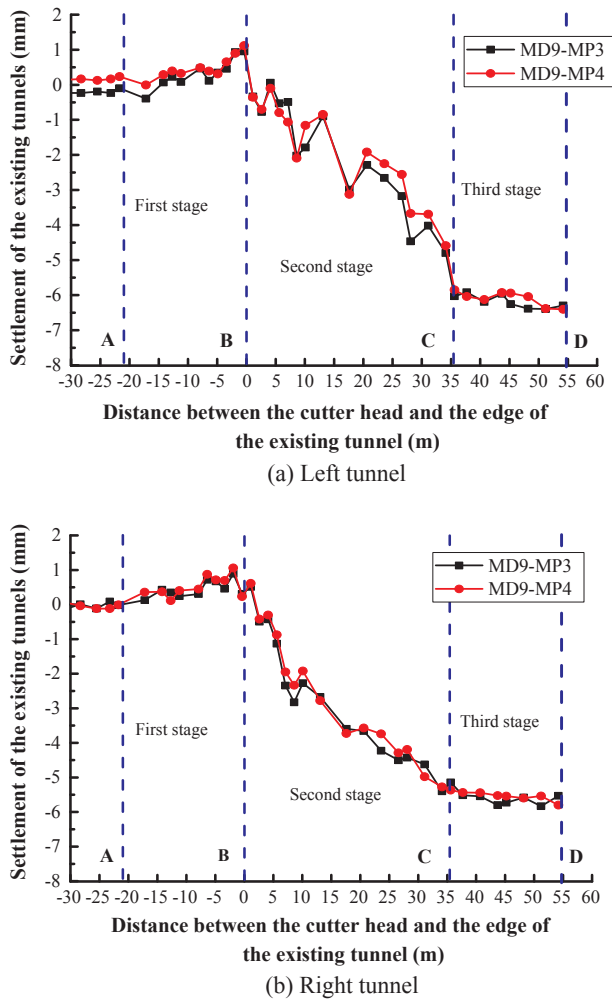 Settlement of the existing tunnels (mm)
2
1
0
-1
-2
-3
-4
-5
-6
-7
-8
MD9-MP3
MD9-MP4
First stage
Second stage
Third stage
A
B
C
D
-30 -25 -20 -15 -10 -5 0 5 10 15 20 25 30 35 40 45 50 55 60
Distance between the cutter head and the edge of
the existing tunnel (m)
(a) Left tunnel
Settlement of the existing tunnels (mm)
2
1
0
-1
-2
-3
-4
-5
-6
-7
-8
MD9-MP3
MD9-MP4
First stage
Second stage
Third stage
A
B
C
D
-30 -25 -20 -15 -10 -5 0 5 10 15 20 25 30 35 40 45 50 55 60
Distance between the cutter head and the edge of
the existing tunnel (m)
(b) Right tunnel